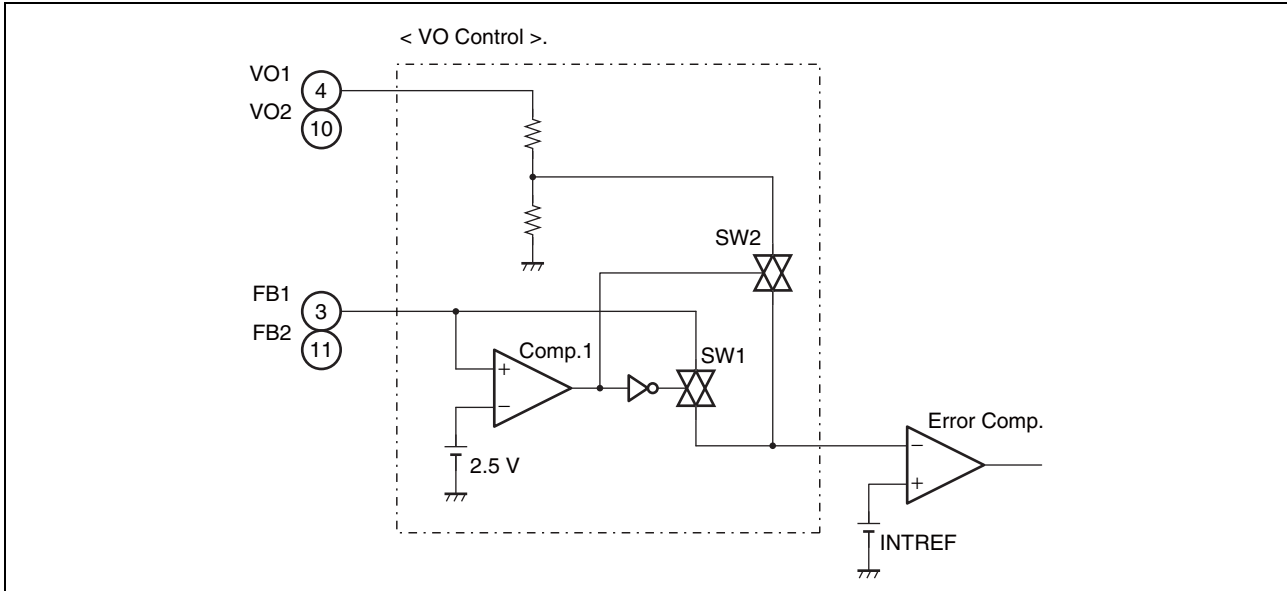 < VO Control >.
VO1
4
VO2
10
SW2
FB1
3
FB2
11
Comp.1
SW1
+
−
2.5 V
Error Comp.
−
+
INTREF